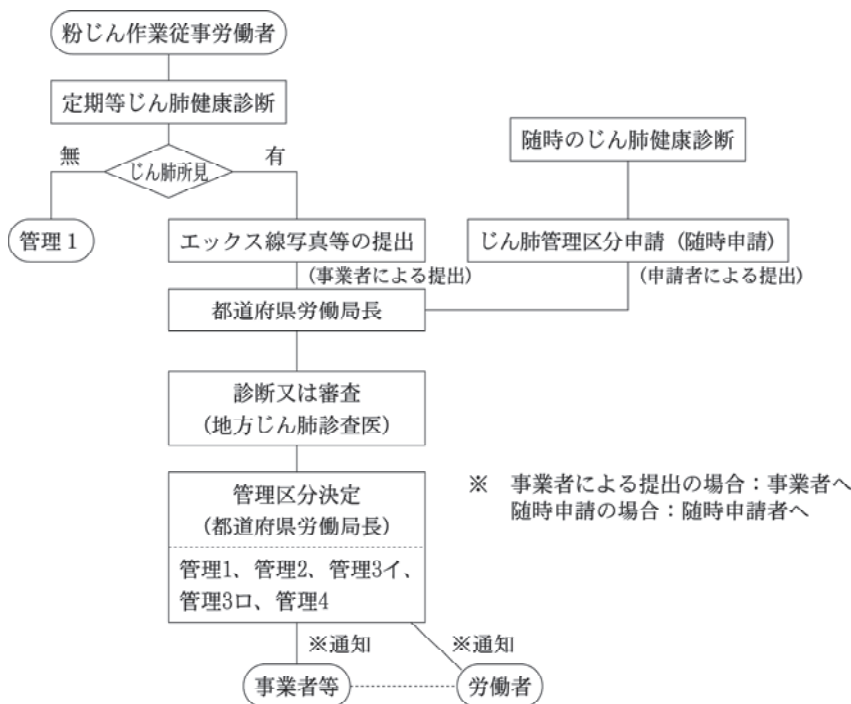 粉じん作業従事労働者
定期等じん肺健康診断
随時のじん肺健康診断
無
じん肺所見
有
管理1
エックス線写真等の提出
じん肺管理区分申請（随時申請）
（事業者による提出）
（申請者による提出）
都道府県労働局長
診断又は審査
（地方じん肺診査医）
管理区分決定
（都道府県労働局長）
※　事業者による提出の場合：事業者へ
随時申請の場合：随時申請者へ
管理1、管理2、管理3イ、
管理3ロ、管理4
※通知
※通知
事業者等
労働者